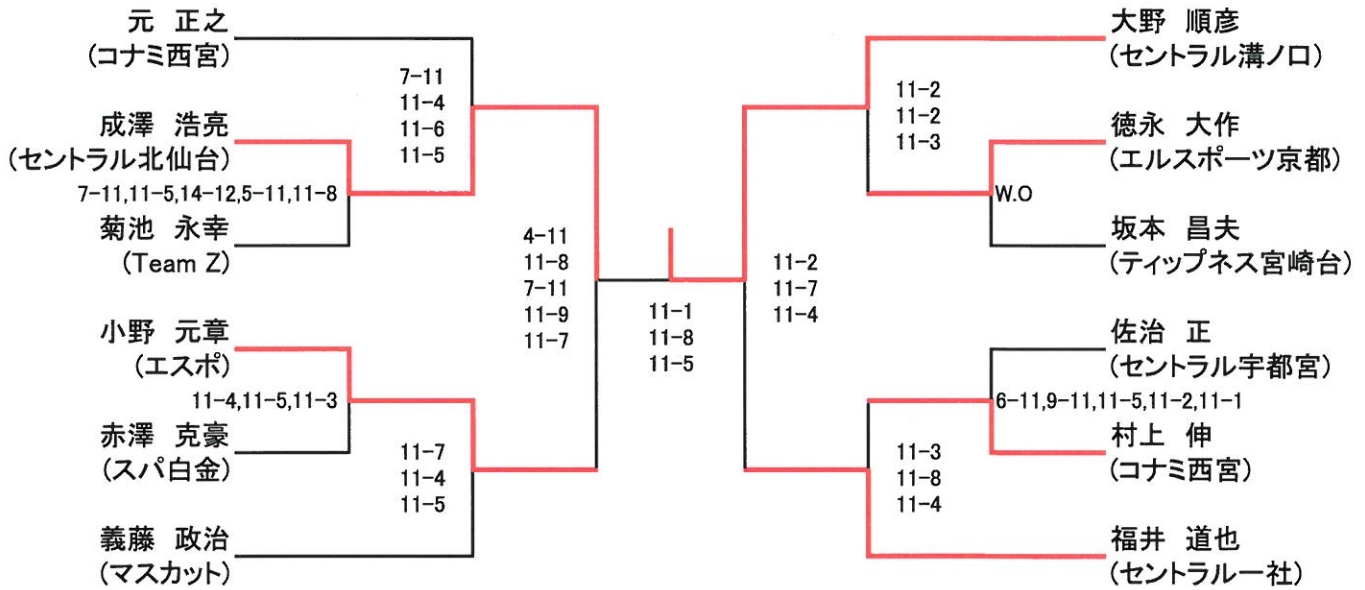 元 正之
(コナミ西宮)
7-11
11-4
11-6
11-5
成澤 浩亮
(セントラル北仙台)
7-11,11-5,14-12,5-11,11-8
菊池 永幸
(Team Z)
4-11
11-8
7-11
11-9
11-7
小野 元章
(エスポ)
11-4,11-5,11-3
赤澤 克豪
(スパ白金)
11-7
11-4
11-5
義藤 政治
(マスカット)
11-1
11-8
11-5
大野 順彦
(セントラル溝ノ口)
11-2
11-2
11-3
徳永 大作
(エルスポーツ京都)
W.O
坂本 昌夫
(ティップネス宮崎台)
11-2
11-7
11-4
佐治 正
(セントラル宇都宮)
6-11,9-11,11-5,11-2,11-1
村上 伸
(コナミ西宮)
11-3
11-8
11-4
福井 道也
(セントラル一社)